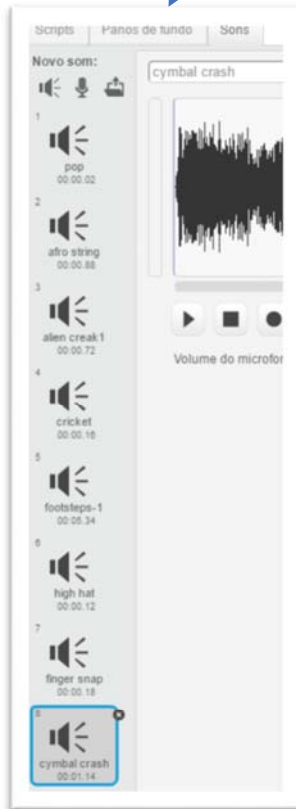 Scripts Panos de fundo Sons
Novo som:
cymbal crash
1
pop
00:00.02
2
afro string
00:00.88
3
alien creak1
00:00.72
4
cricket
00:00.16
5
footsteps-1
00:05.34
6
high hat
00:00.12
7
finger snap
00:00.18
8
cymbal crash
00:01.14
Volume do microfon